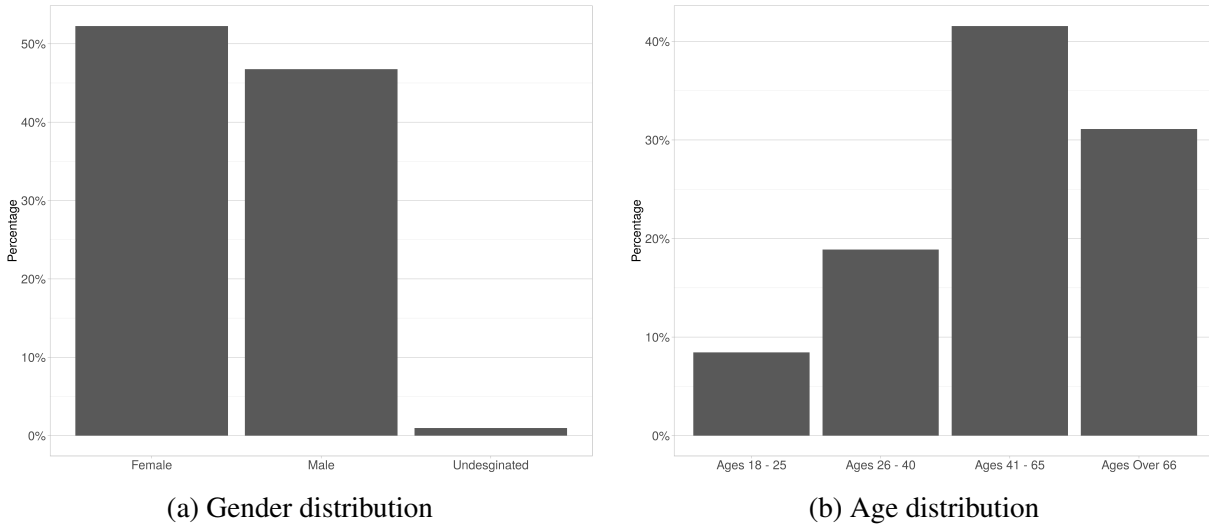 Percentage
50%
40%
30%
20%
10%
0%
Female Male Undesginated
(a) Gender distribution
Percentage
40%
30%
20%
10%
0%
Ages 18 - 25 Ages 26 - 40 Ages 41 - 65 Ages Over 66
(b) Age distribution